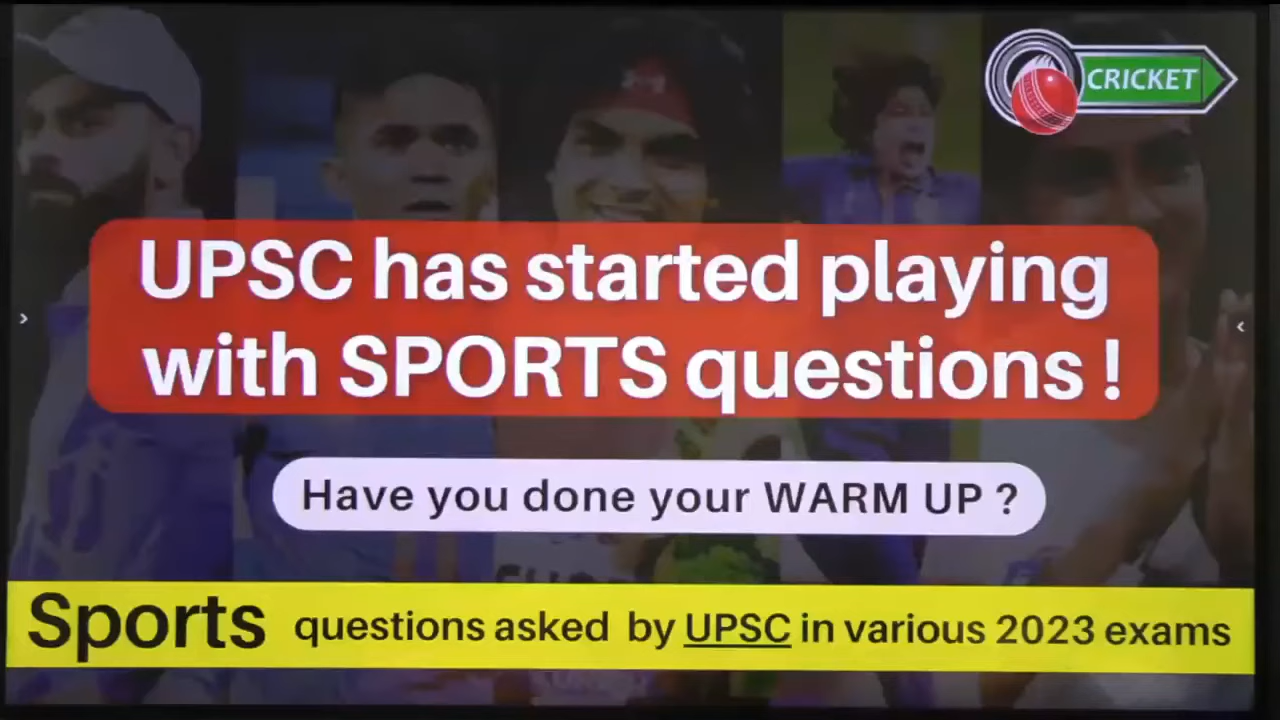 CRICKET
UPSC has started playing
with SPORTS questions !
Have you done your WARM UP ?
Sports questions asked by UPSC in various 2023 exams